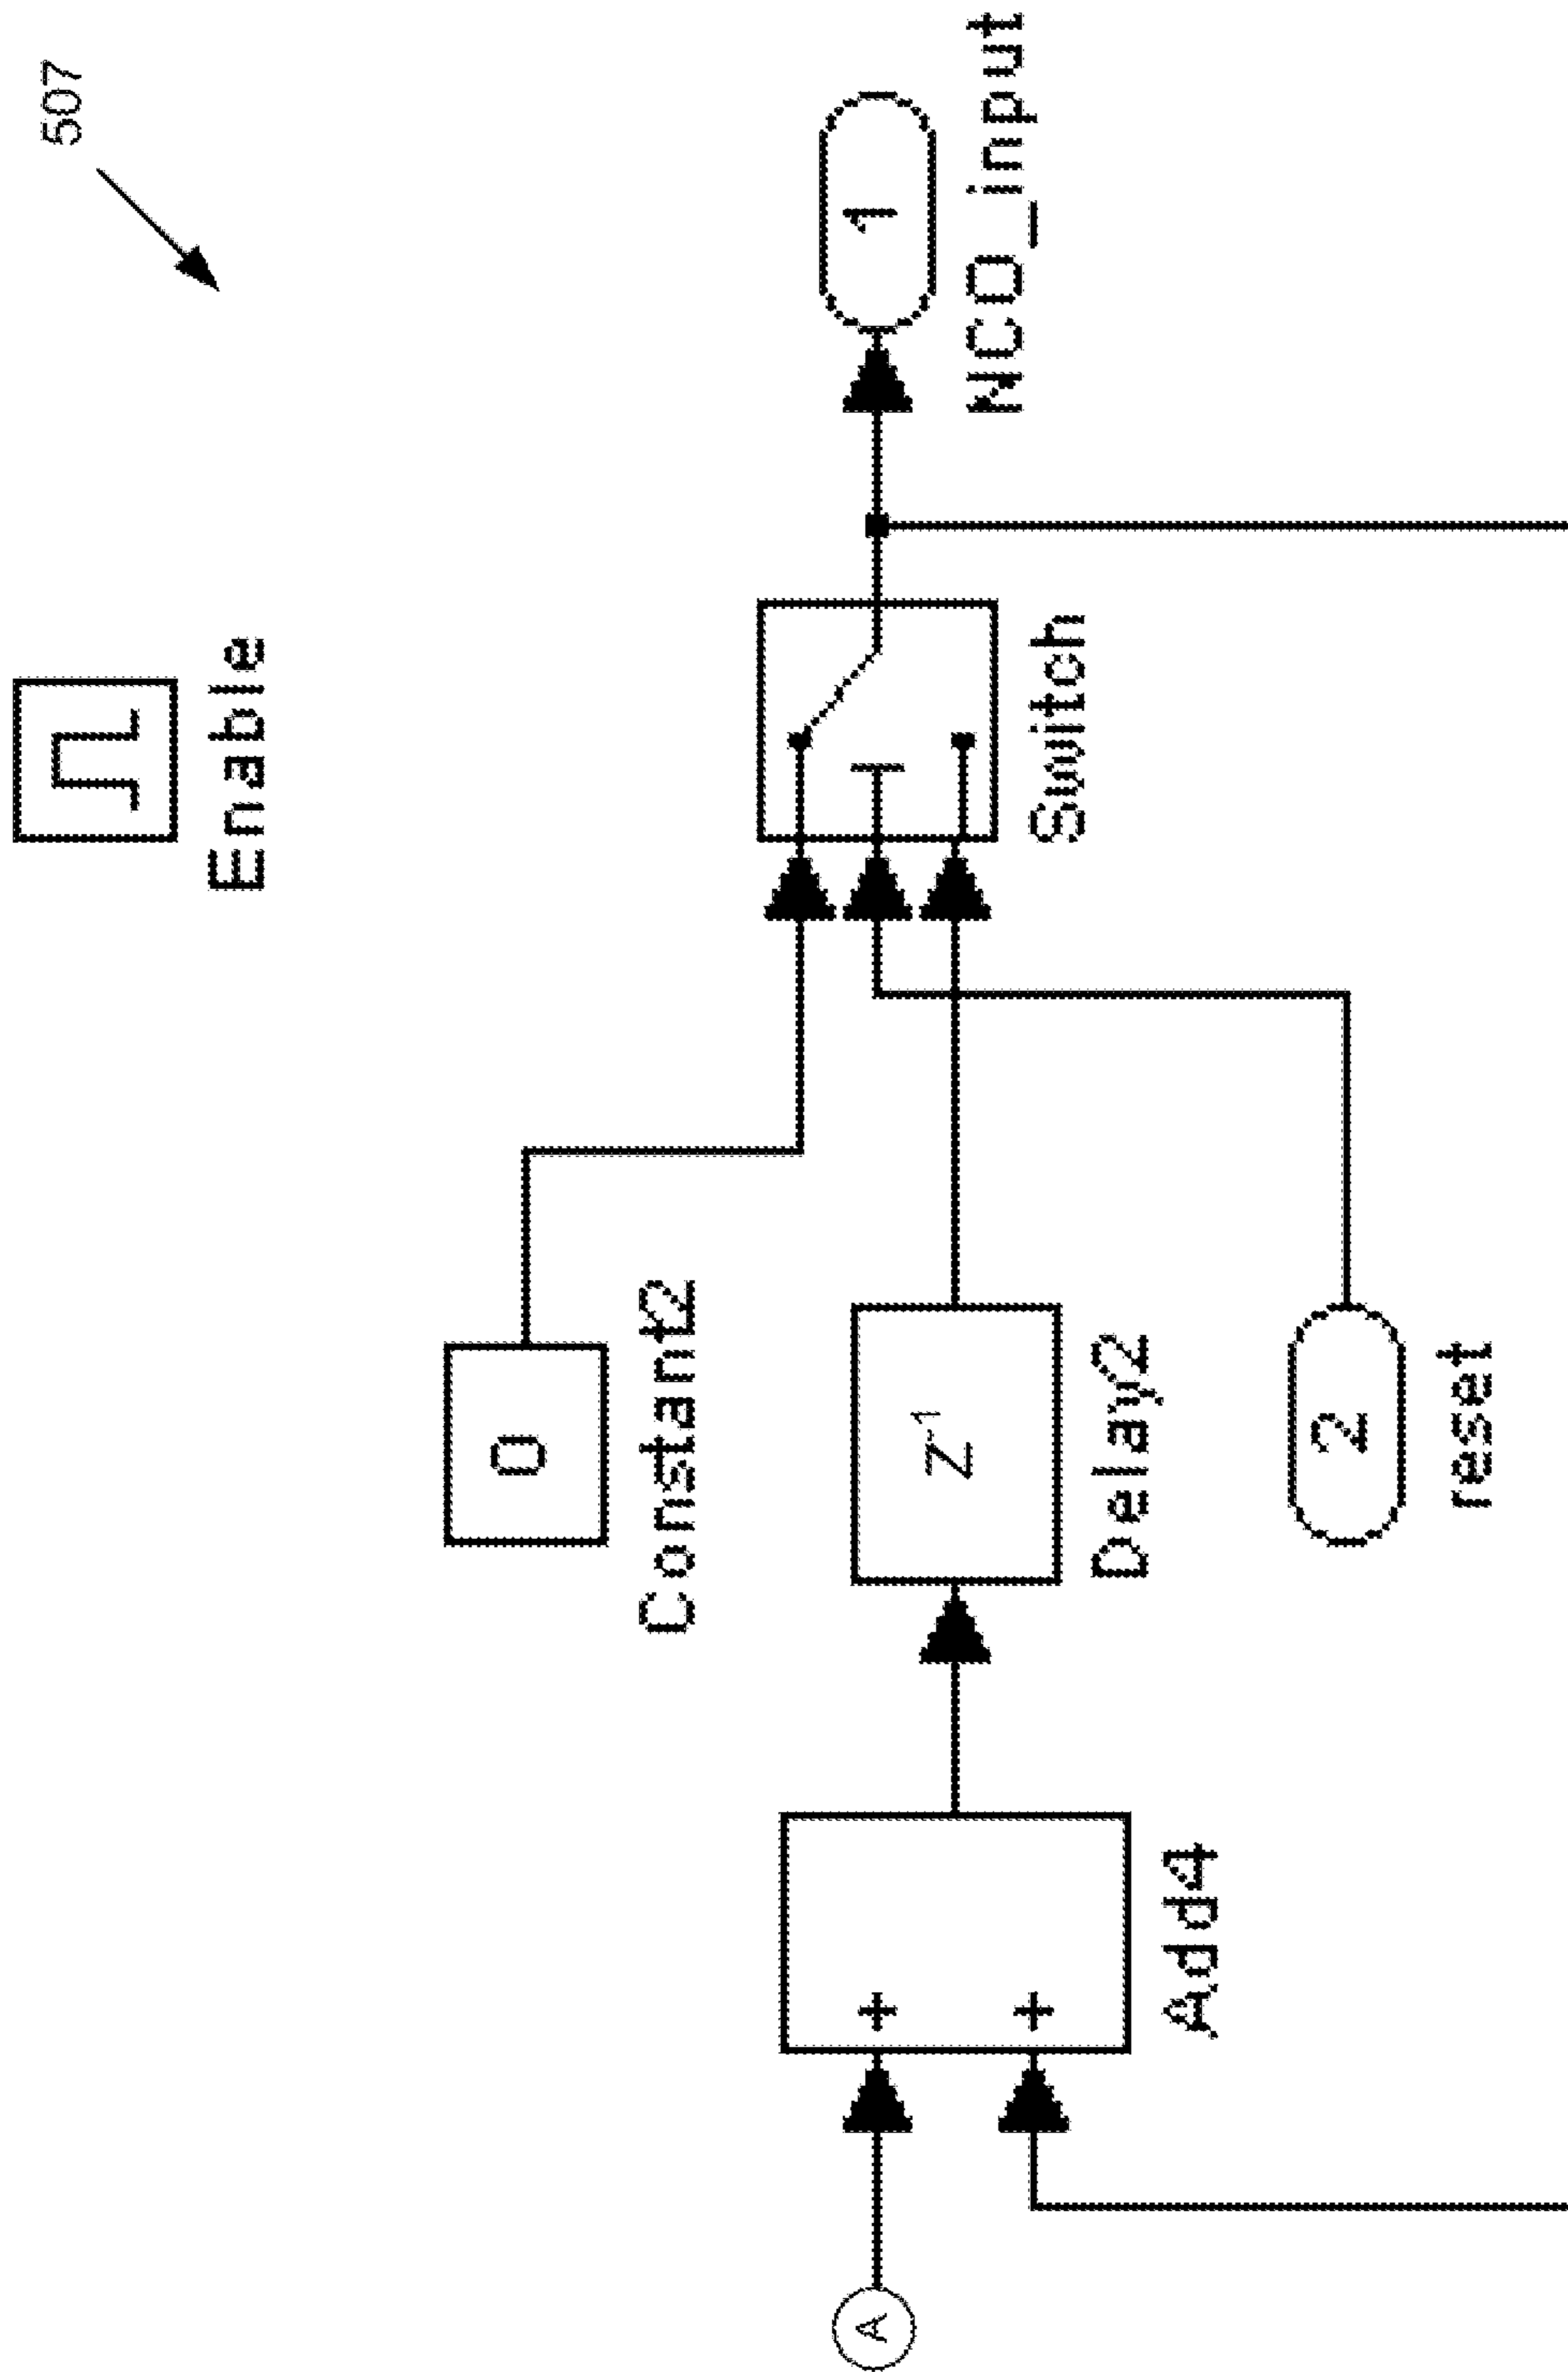 507
Enable
0
Constant2
A
+
+
Add4
Z-1
Delay2
Switch
1
NCO_input
2
reset